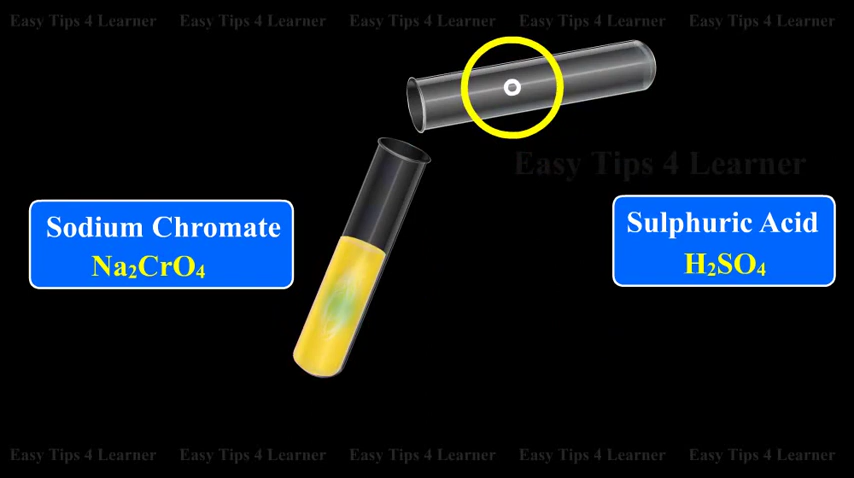 Easy Tips 4 Learner Easy Tips 4 Learner Easy Tips 4 Learner Easy Tips 4 Learner Easy Tips 4 Learner
Easy Tips 4 Learner
Sodium Chromate
Na₂CrO₄
Sulphuric Acid
H₂SO₄
Easy Tips 4 Learner Easy Tips 4 Learner Easy Tips 4 Learner Easy Tips 4 Learner Easy Tips 4 Learner